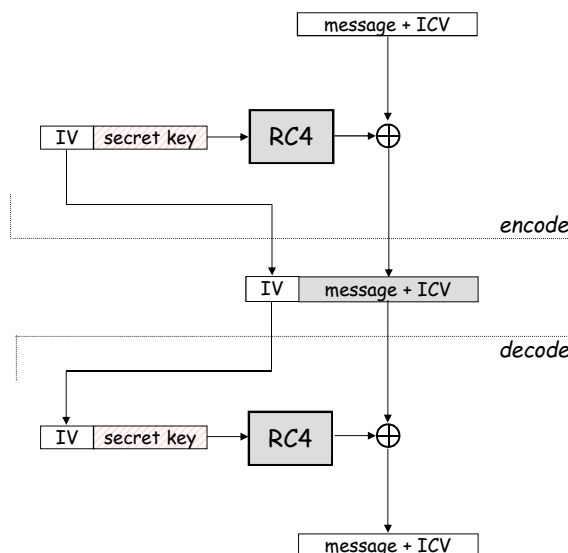 message + ICV
IV secret key RC4
encode
IV message + ICV
decode
IV secret key RC4
message + ICV